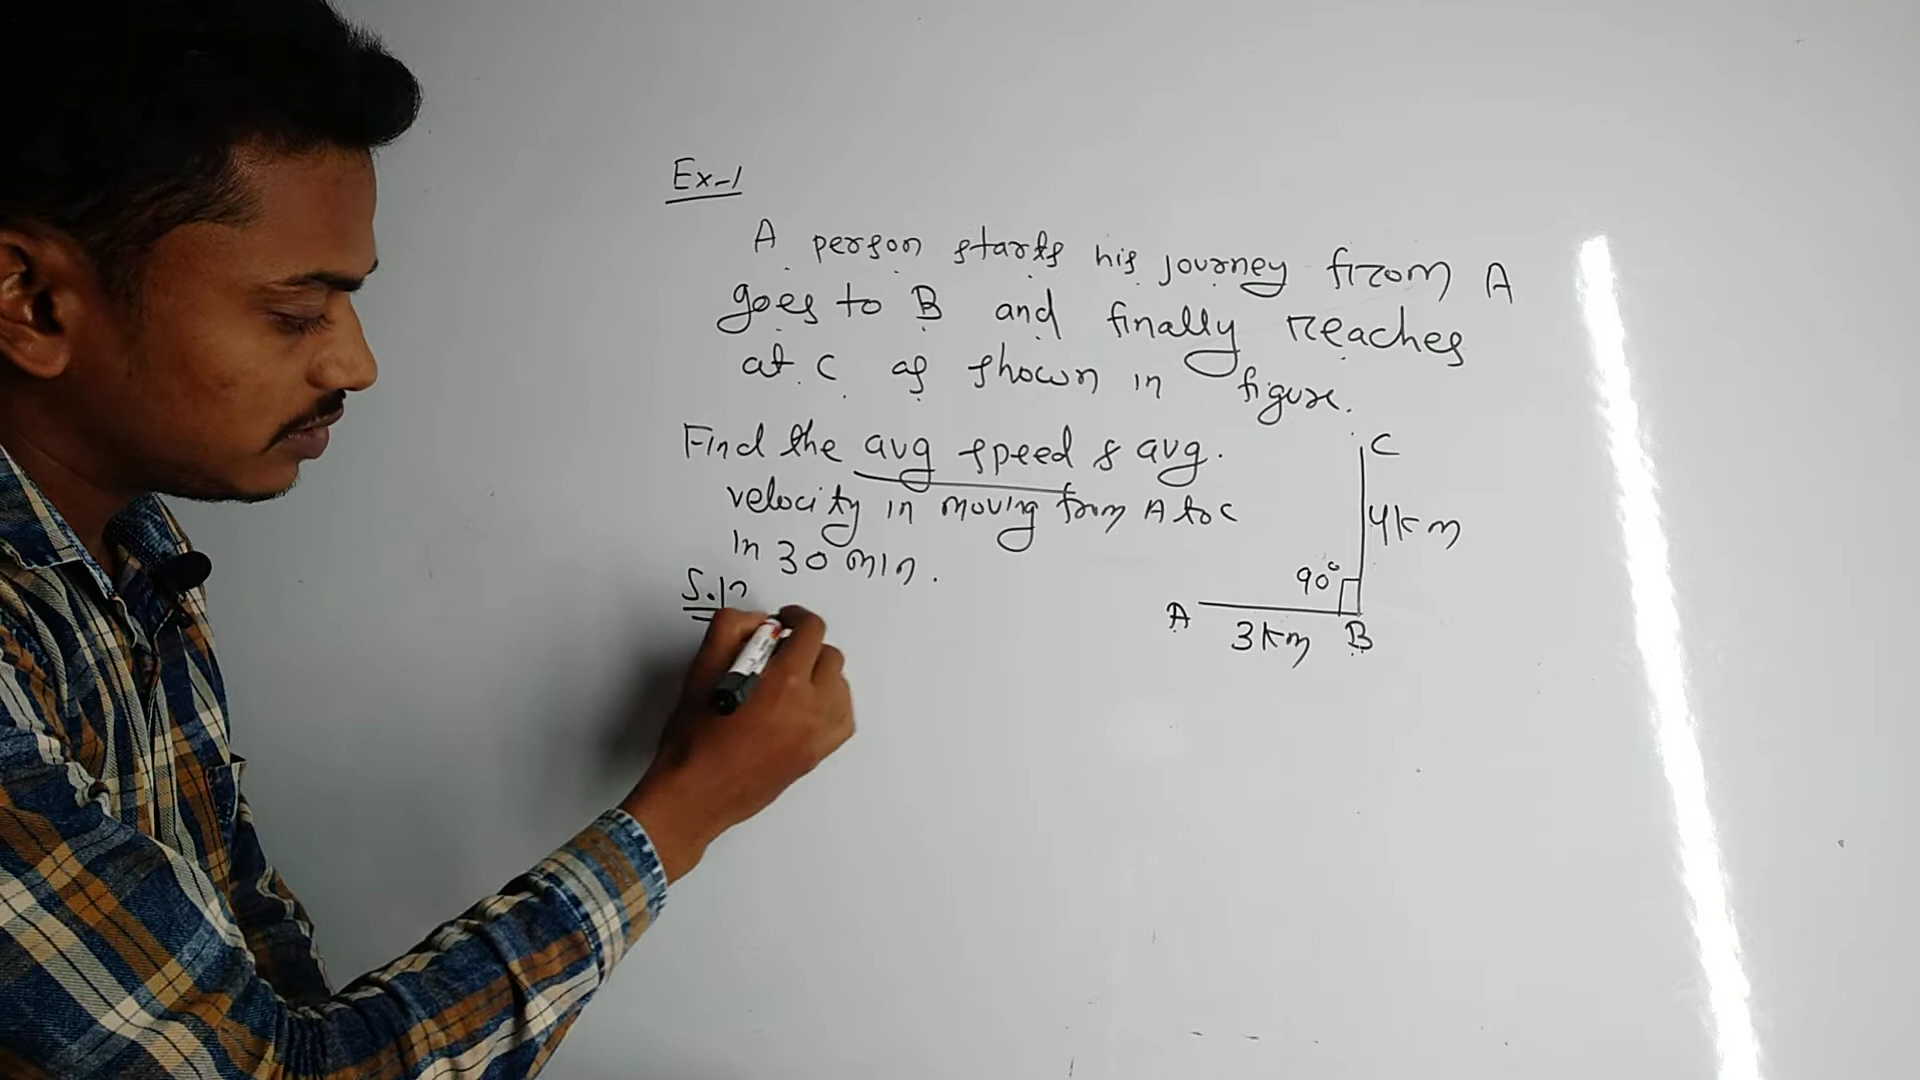 Ex-1
A person starts his journey from A
goes to B and finally reaches
at C as shown in figure.
Find the avg speed & avg.
velocity in moving from A to C
in 30 min.
Soln
C
4km
90°
A
3km B